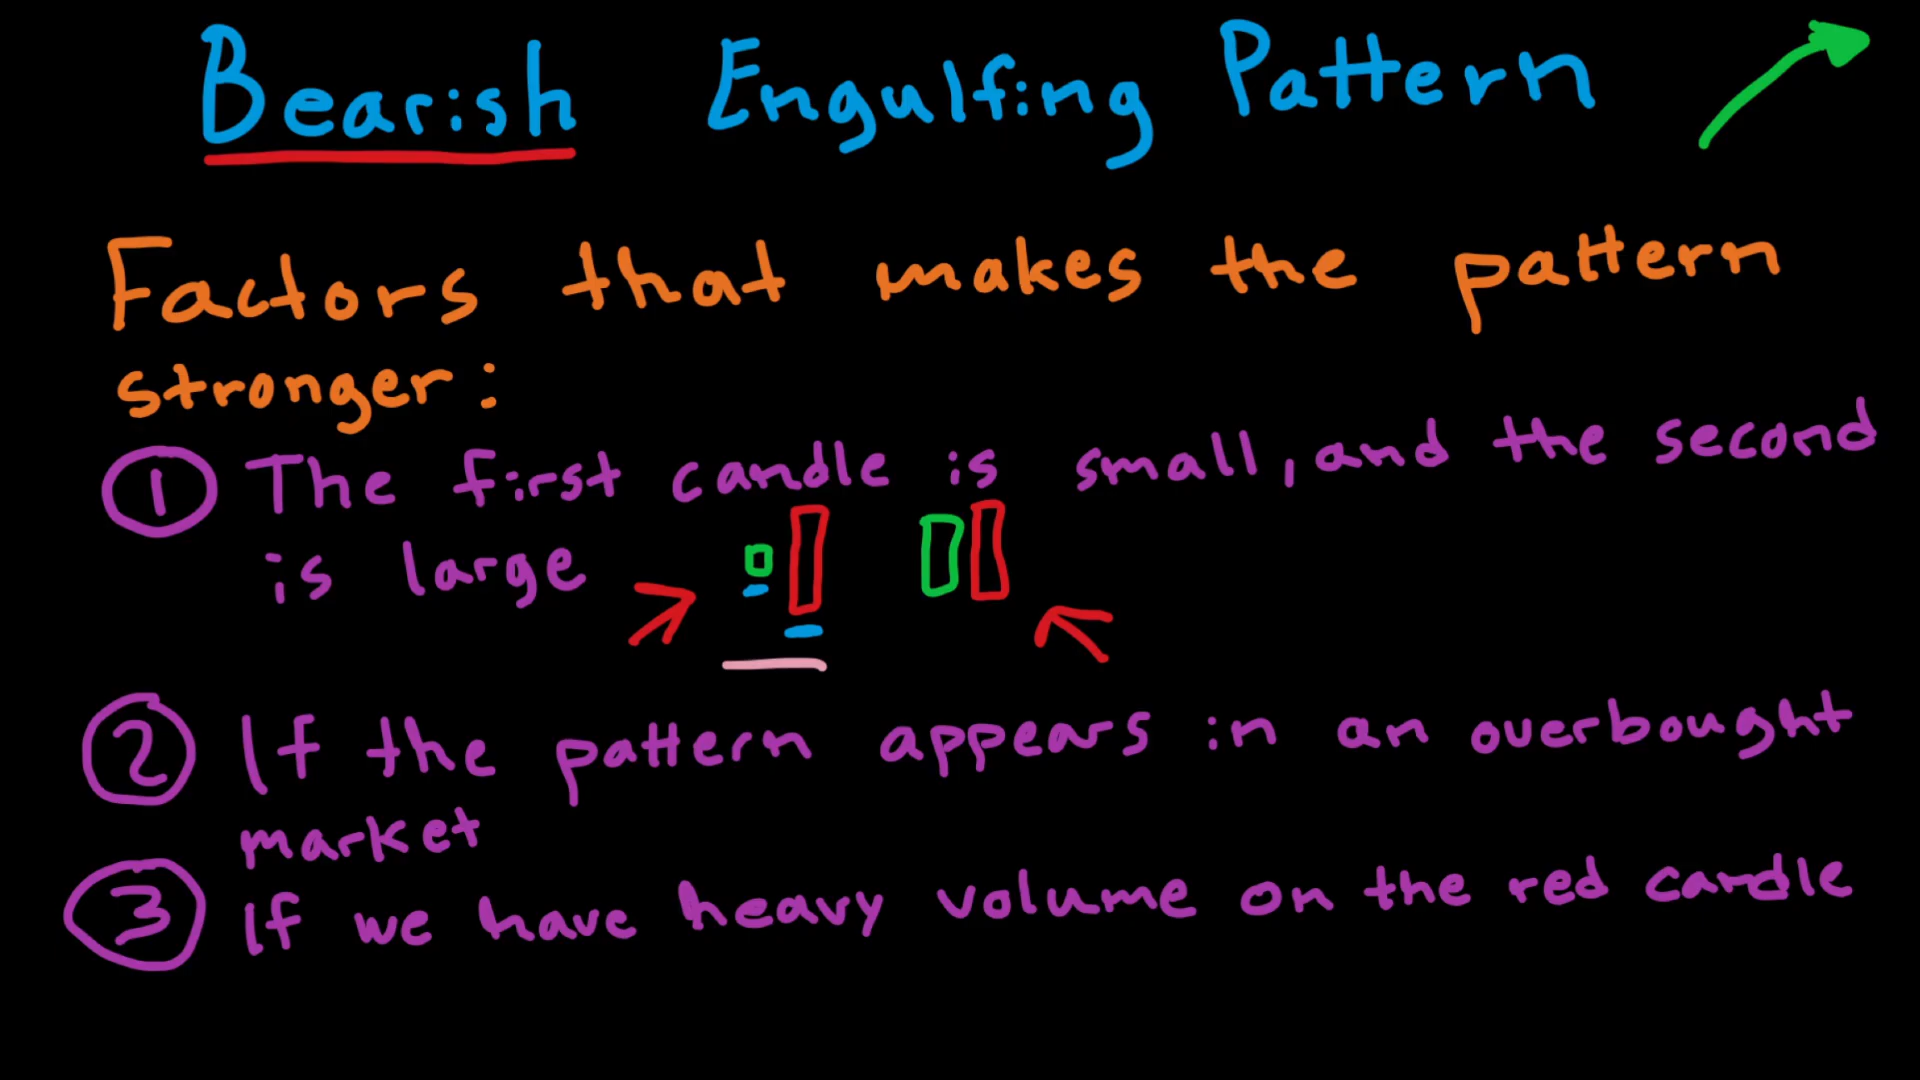 Bearish Engulfing Pattern
Factors that makes the pattern
stronger:
1 The first candle is small, and the second
is large
2 If the pattern appears in an overbought
market
3 If we have heavy volume on the red candle